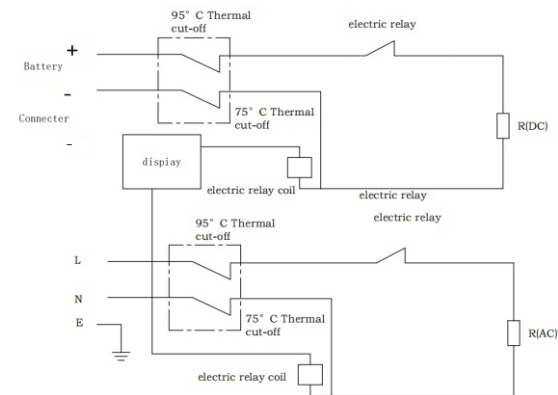 95° C Thermal
cut-off
electric relay
+
Battery
-
75° C Thermal
cut-off
Connecter
R(DC)
-
display
electric relay coil
electric relay
95° C Thermal
cut-off
electric relay
L
N
75° C Thermal
cut-off
E
R(AC)
electric relay coil